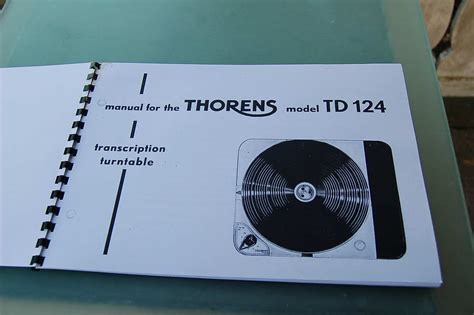 manual for the THORENS model TD 124
transcription
turntable